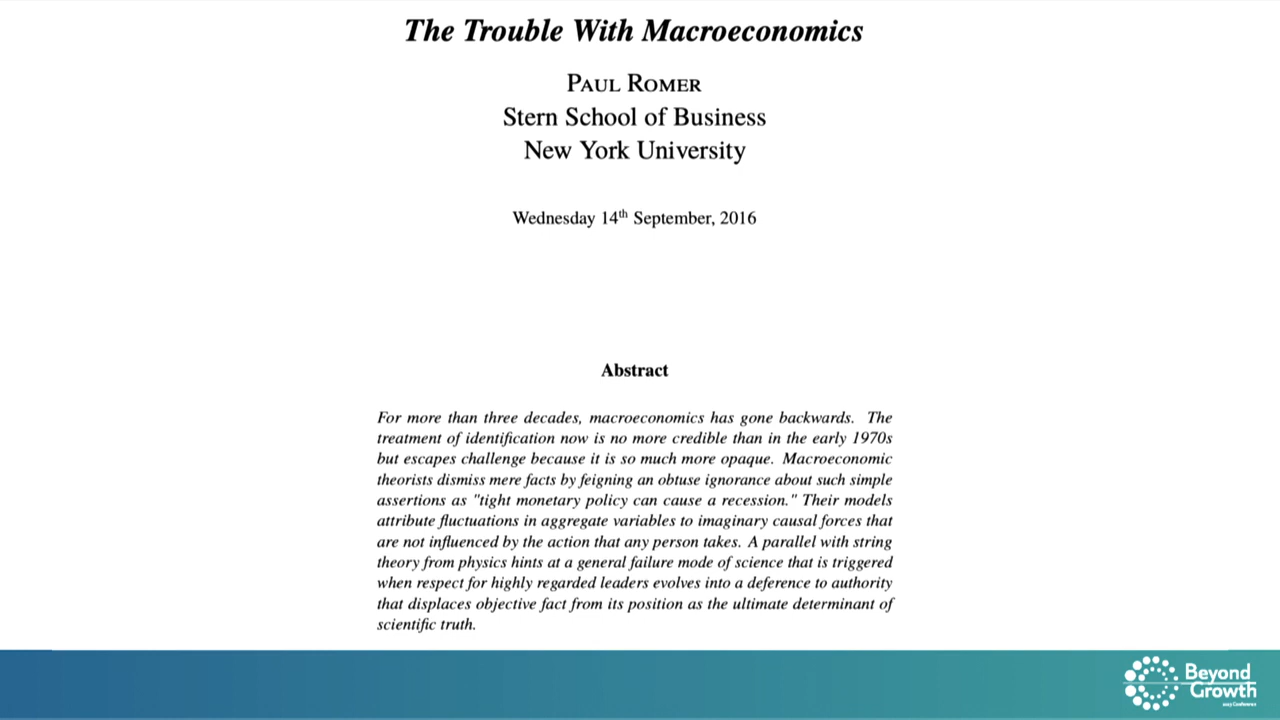 The Trouble With Macroeconomics
PAUL ROMER
Stern School of Business
New York University
Wednesday 14th September, 2016
Abstract
For more than three decades, macroeconomics has gone backwards. The
treatment of identification now is no more credible than in the early 1970s
but escapes challenge because it is so much more opaque. Macroeconomic
theorists dismiss mere facts by feigning an obtuse ignorance about such simple
assertions as "tight monetary policy can cause a recession." Their models
attribute fluctuations in aggregate variables to imaginary causal forces that
are not influenced by the action that any person takes. A parallel with string
theory from physics hints at a general failure mode of science that is triggered
when respect for highly regarded leaders evolves into a deference to authority
that displaces objective fact from its position as the ultimate determinant of
scientific truth.
Beyond
Growth
Conference